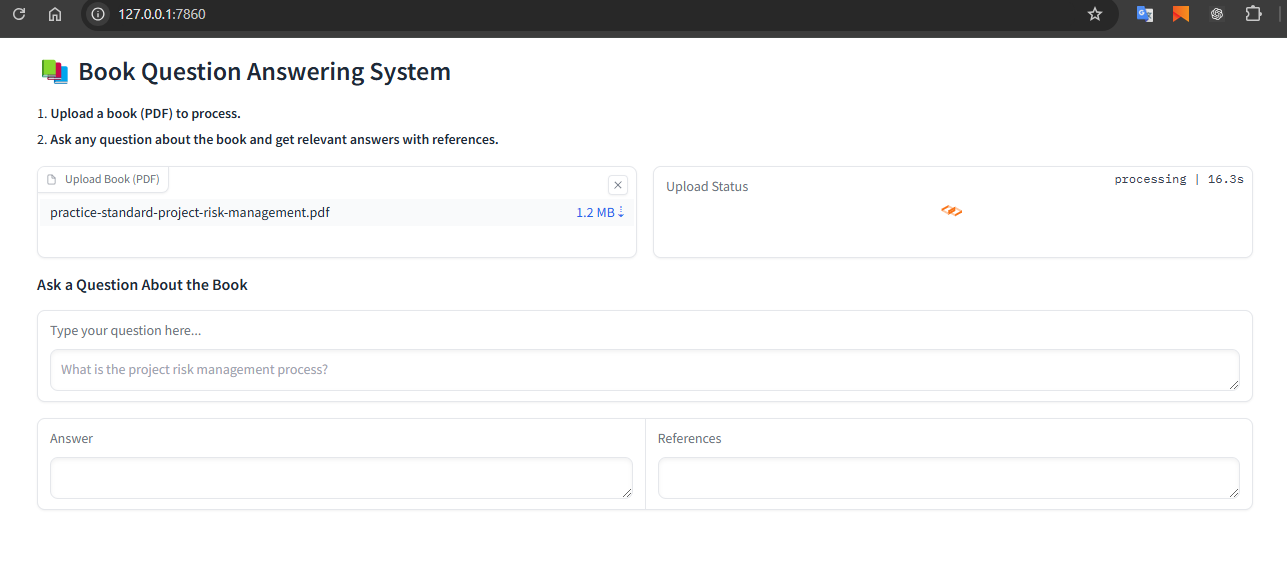 127.0.0.1:7860
Book Question Answering System
1. Upload a book (PDF) to process.
2. Ask any question about the book and get relevant answers with references.
Upload Book (PDF)
practice-standard-project-risk-management.pdf 1.2 MB ⇣
Upload Status
processing | 16.3s
Ask a Question About the Book
Type your question here...
What is the project risk management process?
Answer
References